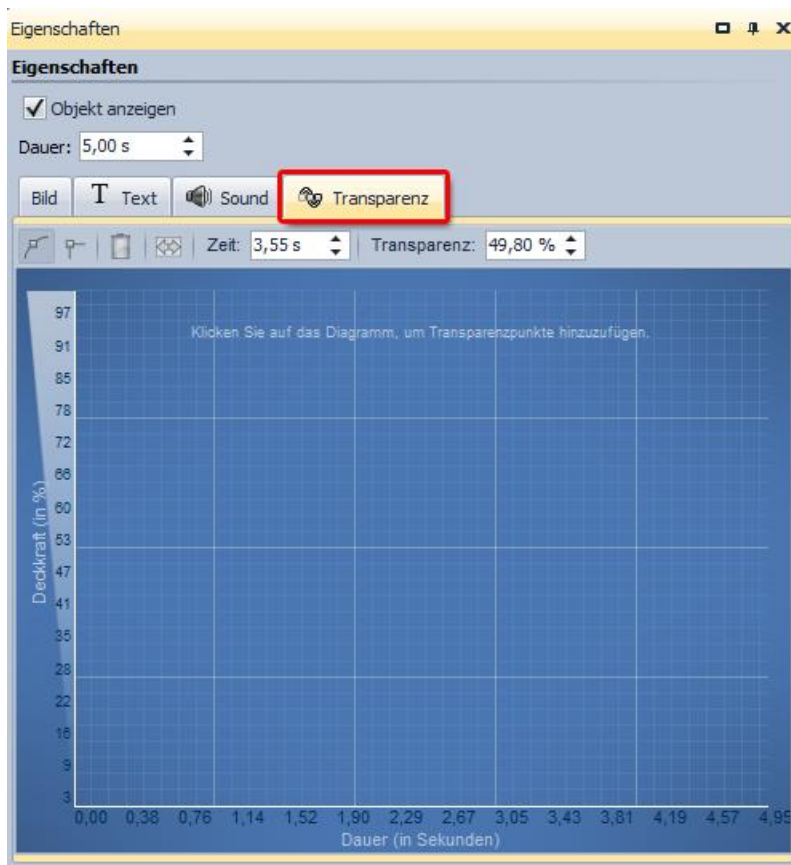 Eigenschaften
Eigenschaften
Objekt anzeigen
Dauer: 5,00 s
Bild T Text Sound Transparenz
Zeit: 3,55 s Transparenz: 49,80 %
Klicken Sie auf das Diagramm, um Transparenzpunkte hinzuzufügen.
97
91
85
78
72
66
60
53
47
41
35
28
22
16
9
3
Deckkraft (in %)
0,00 0,38 0,76 1,14 1,52 1,90 2,29 2,67 3,05 3,43 3,81 4,19 4,57 4,95
Dauer (in Sekunden)